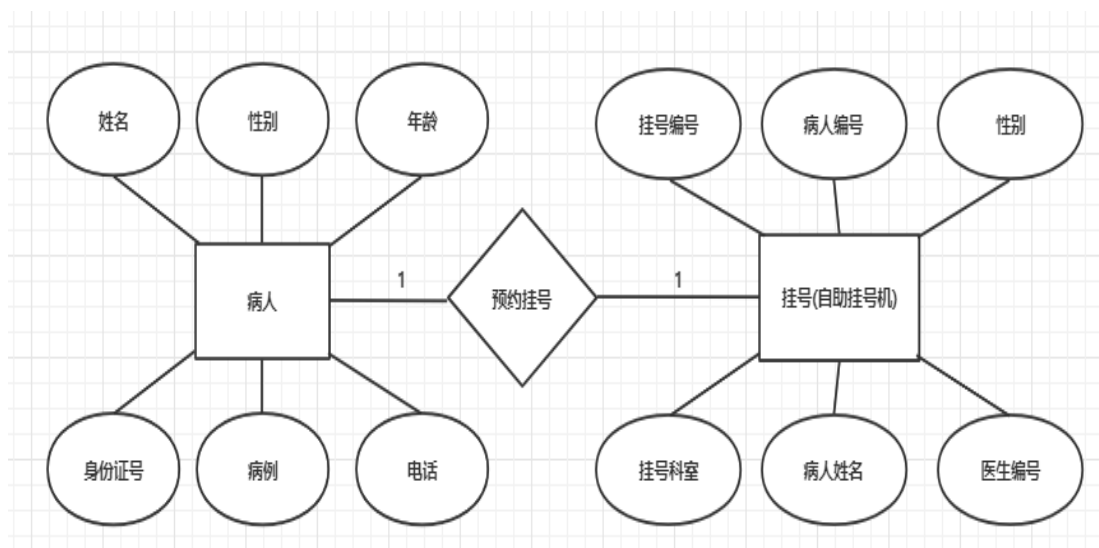 姓名
性别
年龄
挂号编号
病人编号
性别
病人
1
预约挂号
1
挂号(自助挂号机)
身份证号
病例
电话
挂号科室
病人姓名
医生编号